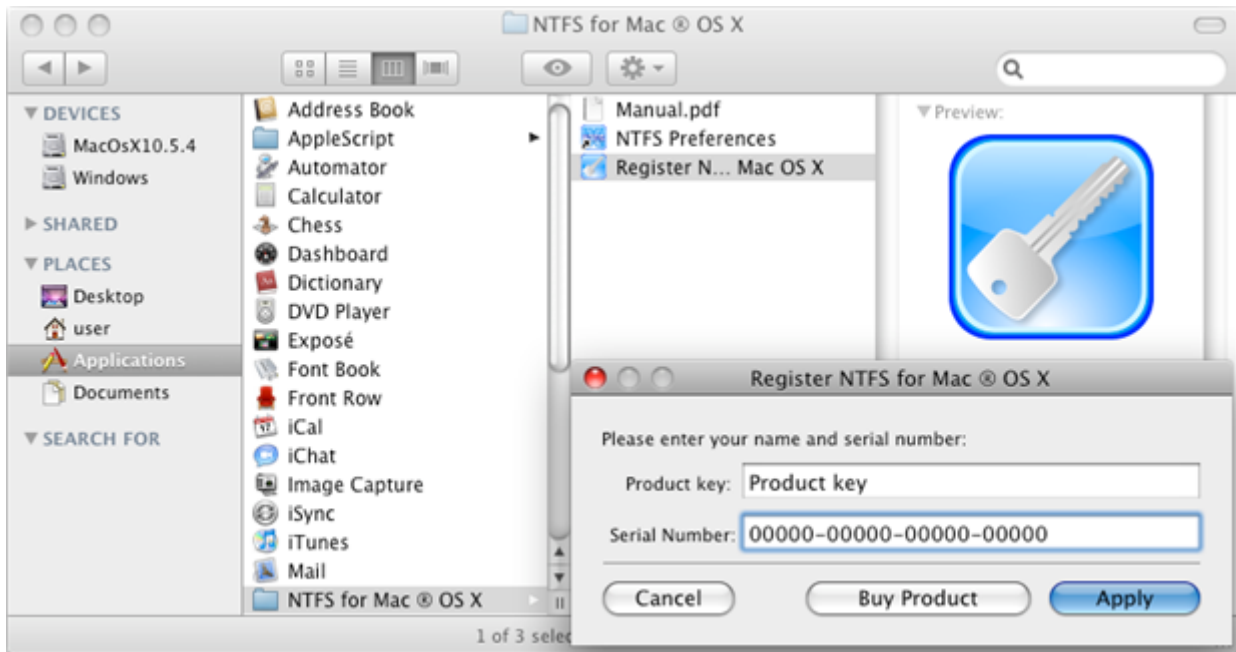 NTFS for Mac ® OS X
DEVICES
MacOsX10.5.4
Windows
SHARED
PLACES
Desktop
user
Applications
Documents
SEARCH FOR
Address Book
AppleScript
Automator
Calculator
Chess
Dashboard
Dictionary
DVD Player
Exposé
Font Book
Front Row
iCal
iChat
Image Capture
iSync
iTunes
Mail
NTFS for Mac ® OS X
Manual.pdf
NTFS Preferences
Register N... Mac OS X
Preview:
1 of 3 selec
Register NTFS for Mac ® OS X
Please enter your name and serial number:
Product key: Product key
Serial Number: 00000-00000-00000-00000
Cancel Buy Product Apply